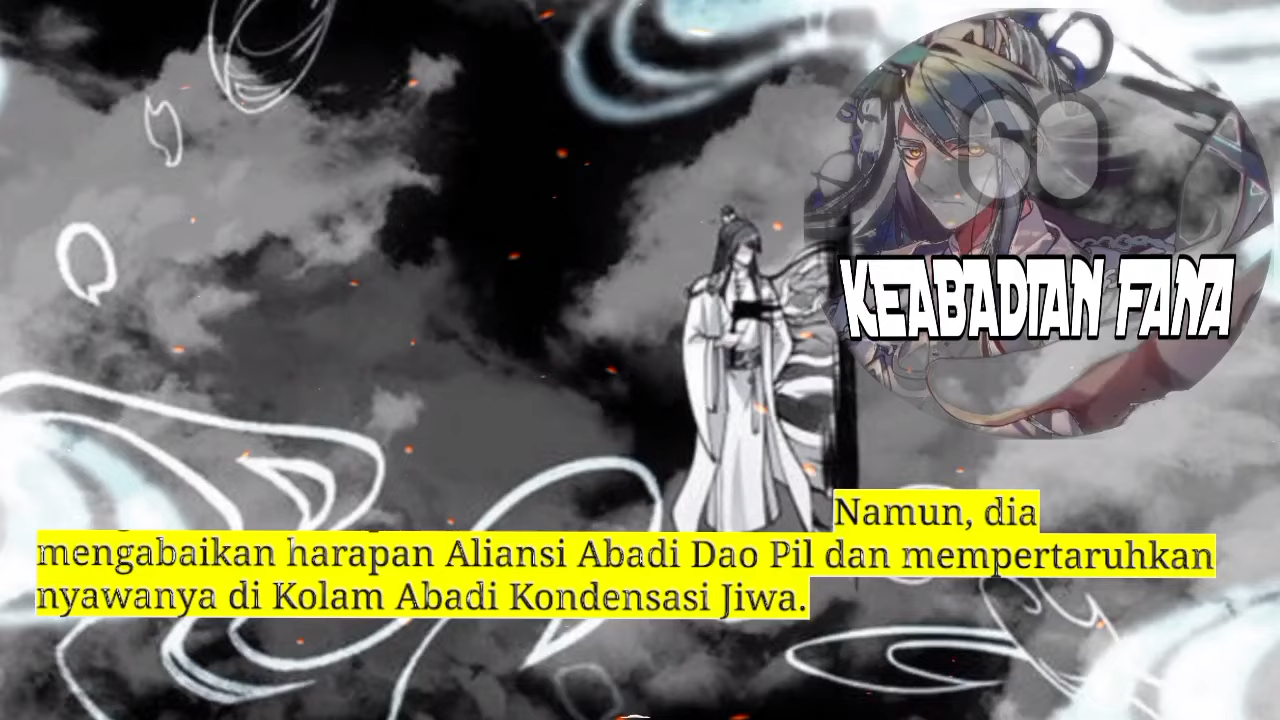 KEABADIAN FANA
Namun, dia
mengabaikan harapan Aliansi Abadi Dao Pil dan mempertaruhkan
nyawanya di Kolam Abadi Kondensasi Jiwa.